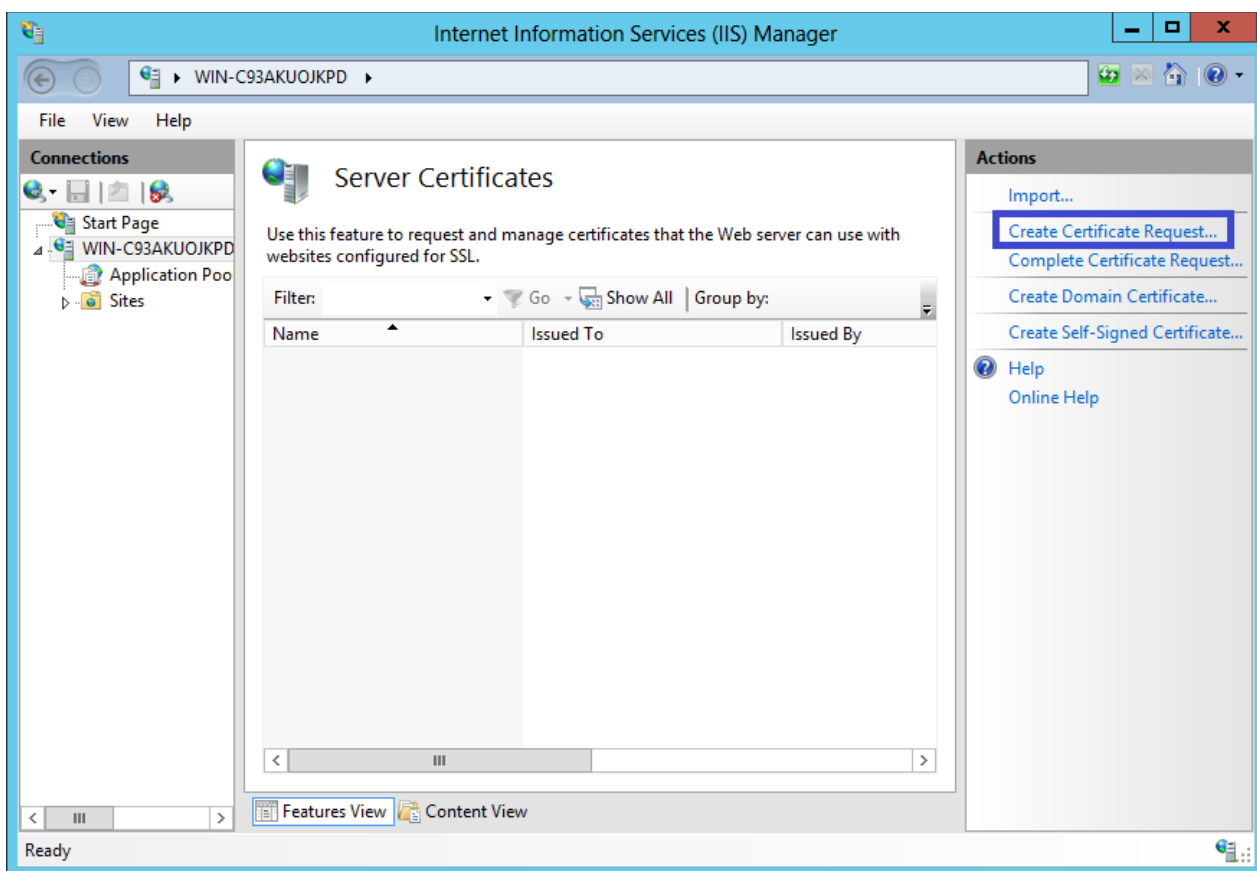 Internet Information Services (IIS) Manager
WIN-C93AKUOJKPD
File View Help
Connections
Start Page
WIN-C93AKUOJKPD
Application Poo
Sites
Server Certificates
Use this feature to request and manage certificates that the Web server can use with
websites configured for SSL.
Filter: Go Show All Group by:
Name Issued To Issued By
Features View Content View
Actions
Import...
Create Certificate Request...
Complete Certificate Request...
Create Domain Certificate...
Create Self-Signed Certificate...
Help
Online Help
Ready